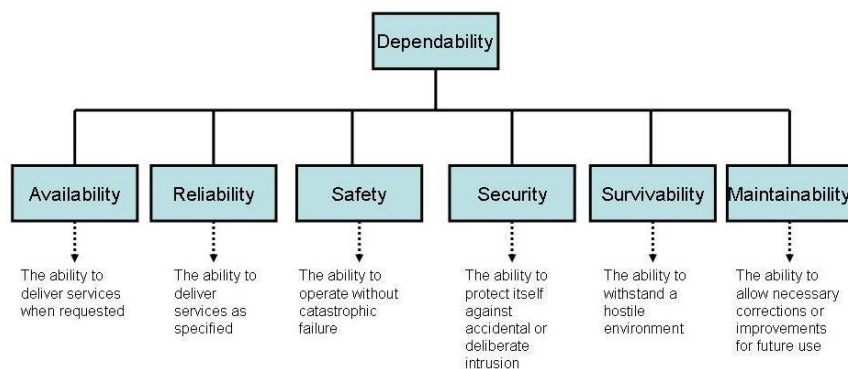 Dependability
Availability
Reliability
Safety
Security
Survivability
Maintainability
The ability to
deliver services
when requested
The ability to
deliver
services as
specified
The ability to
operate without
catastrophic
failure
The ability to
protect itself
against
accidental or
deliberate
intrusion
The ability to
withstand a
hostile
environment
The ability to
allow necessary
corrections or
improvements
for future use